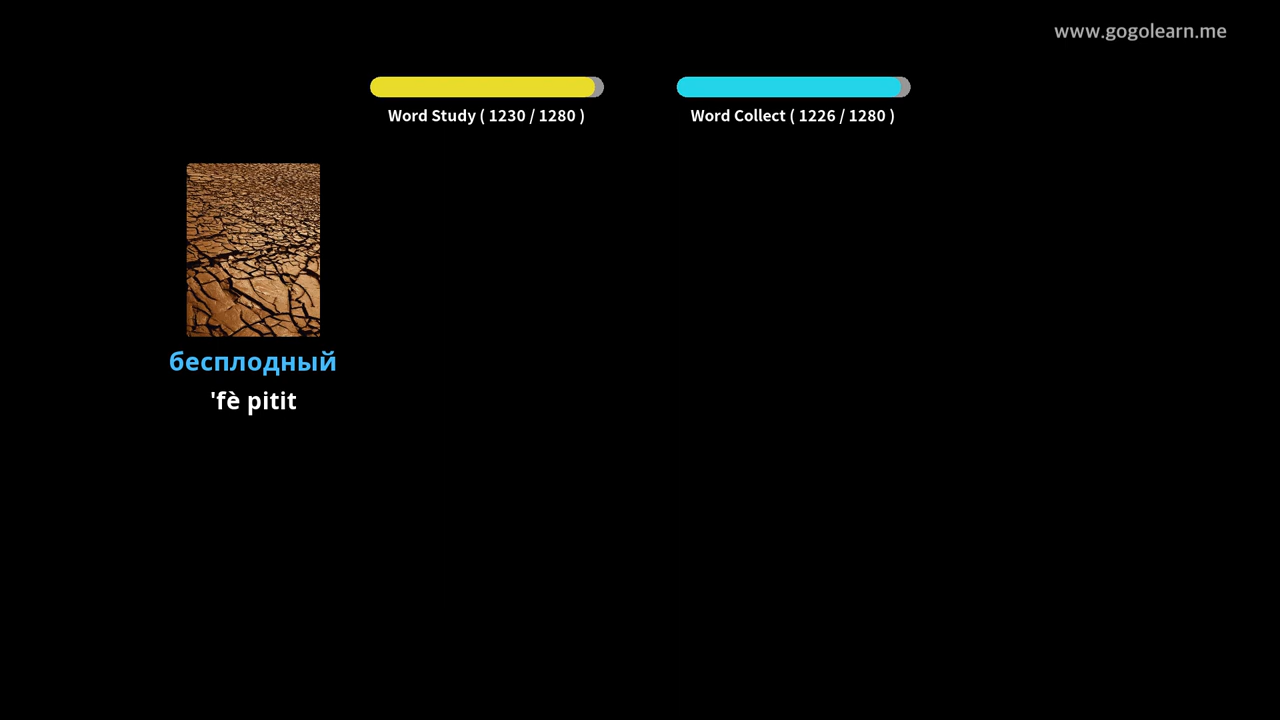 www.gogolearn.me
Word Study ( 1230 / 1280 )
Word Collect ( 1226 / 1280 )
бесплодный
'fè pitit